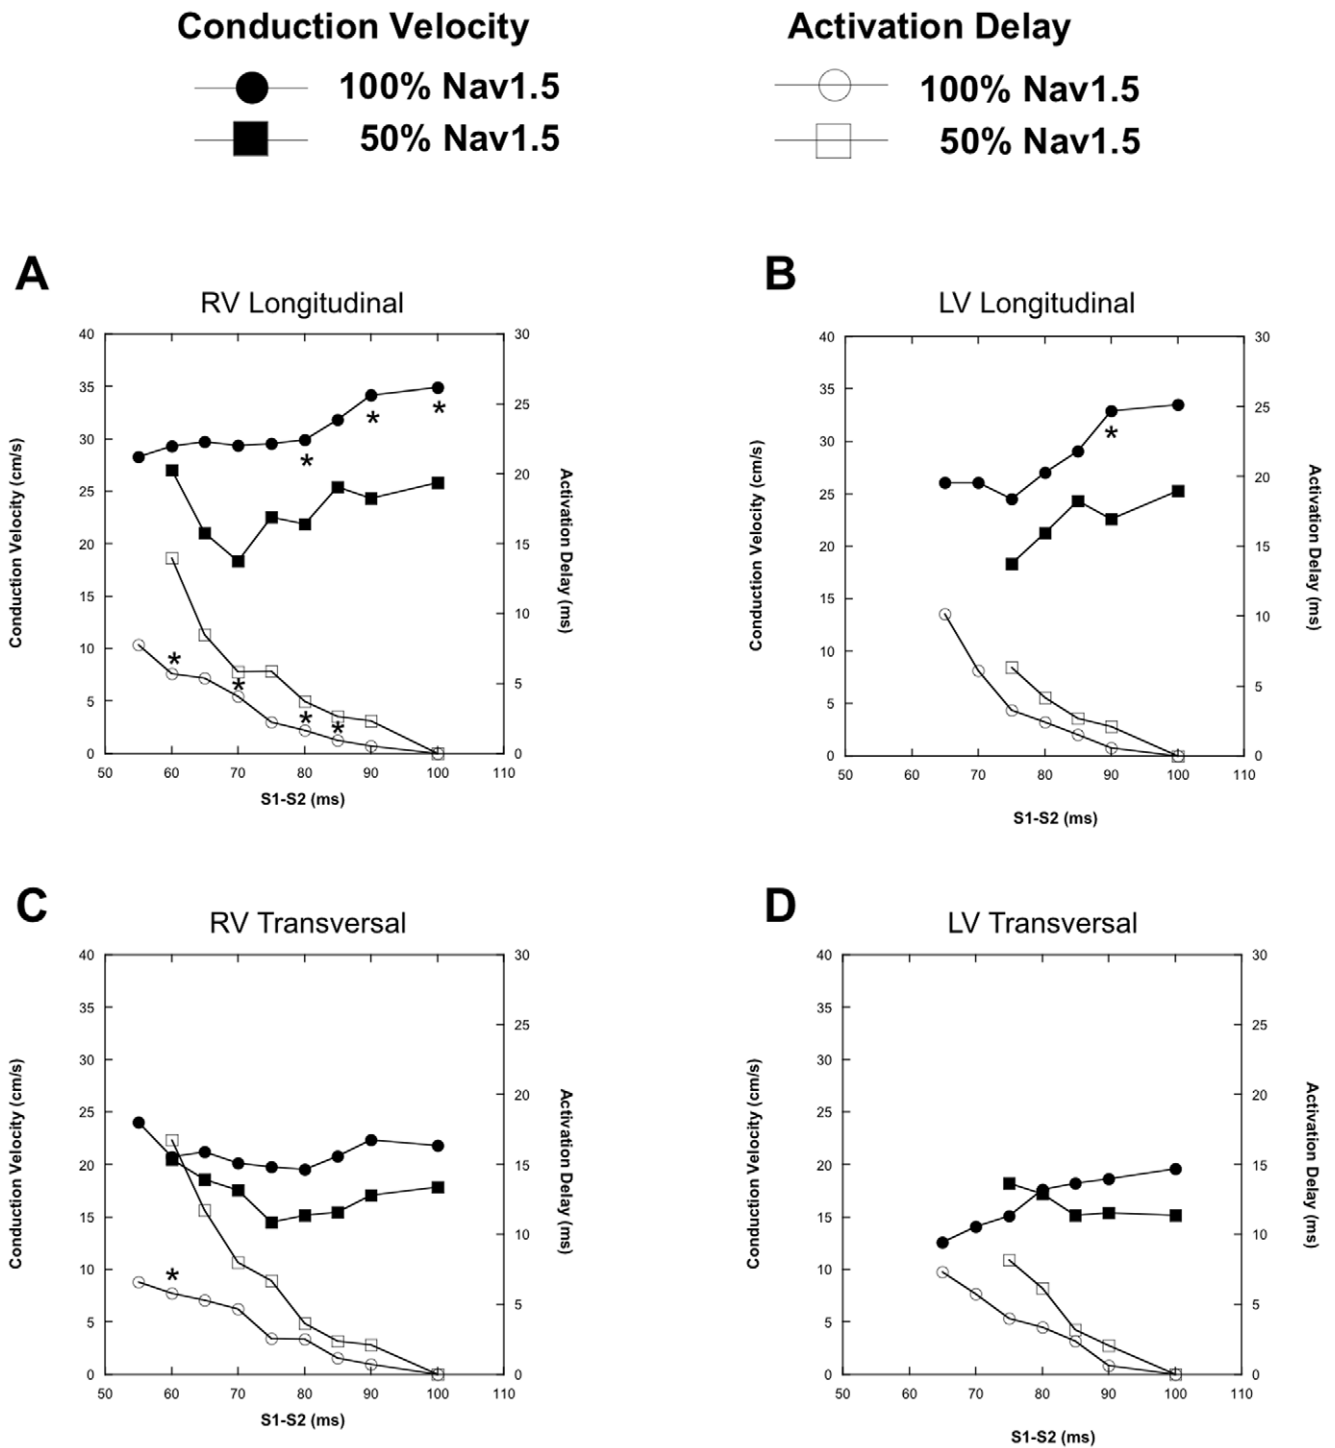 Conduction Velocity
Activation Delay
100% Nav1.5
50% Nav1.5
100% Nav1.5
50% Nav1.5
A
RV Longitudinal
40
35
30
25
20
15
10
5
0
30
25
20
15
10
5
0
50 60 70 80 90 100 110
Conduction Velocity (cm/s)
Activation Delay (ms)
S1-S2 (ms)
* * * * * * *
B
LV Longitudinal
40
35
30
25
20
15
10
5
0
30
25
20
15
10
5
0
50 60 70 80 90 100 110
Conduction Velocity (cm/s)
Activation Delay (ms)
S1-S2 (ms)
*
C
RV Transversal
40
35
30
25
20
15
10
5
0
30
25
20
15
10
5
0
50 60 70 80 90 100 110
Conduction Velocity (cm/s)
Activation Delay (ms)
S1-S2 (ms)
*
D
LV Transversal
40
35
30
25
20
15
10
5
0
30
25
20
15
10
5
0
50 60 70 80 90 100 110
Conduction Velocity (cm/s)
Activation Delay (ms)
S1-S2 (ms)